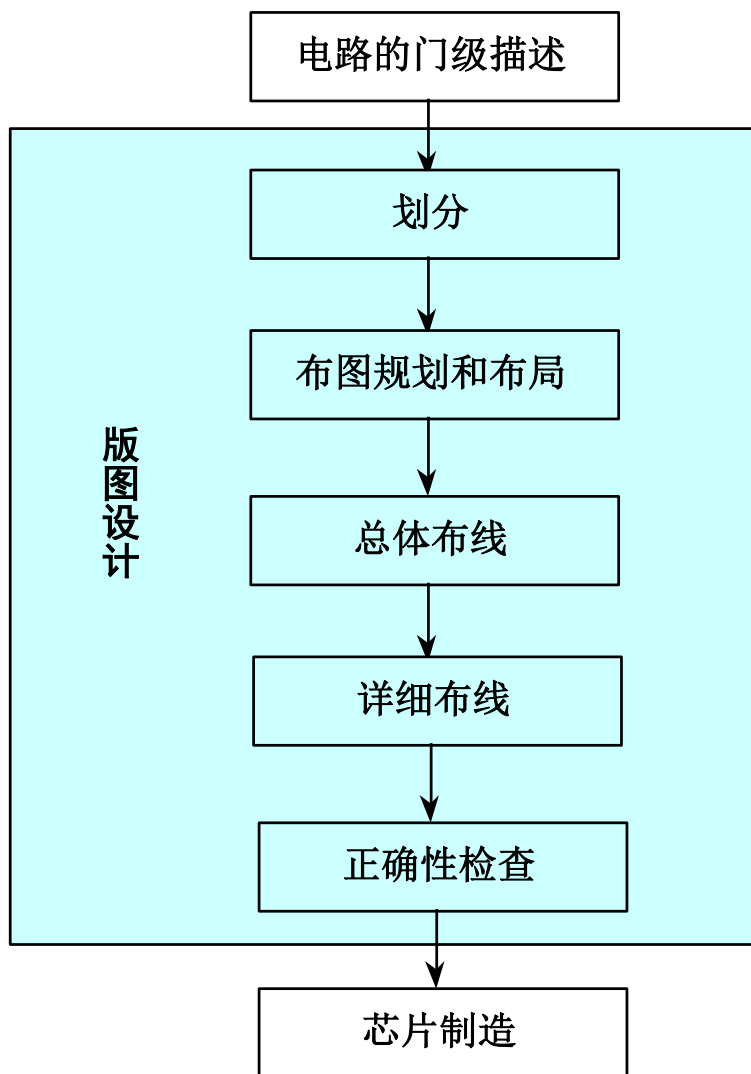 电路的门级描述
划分
布图规划和布局
版图设计
总体布线
详细布线
正确性检查
芯片制造